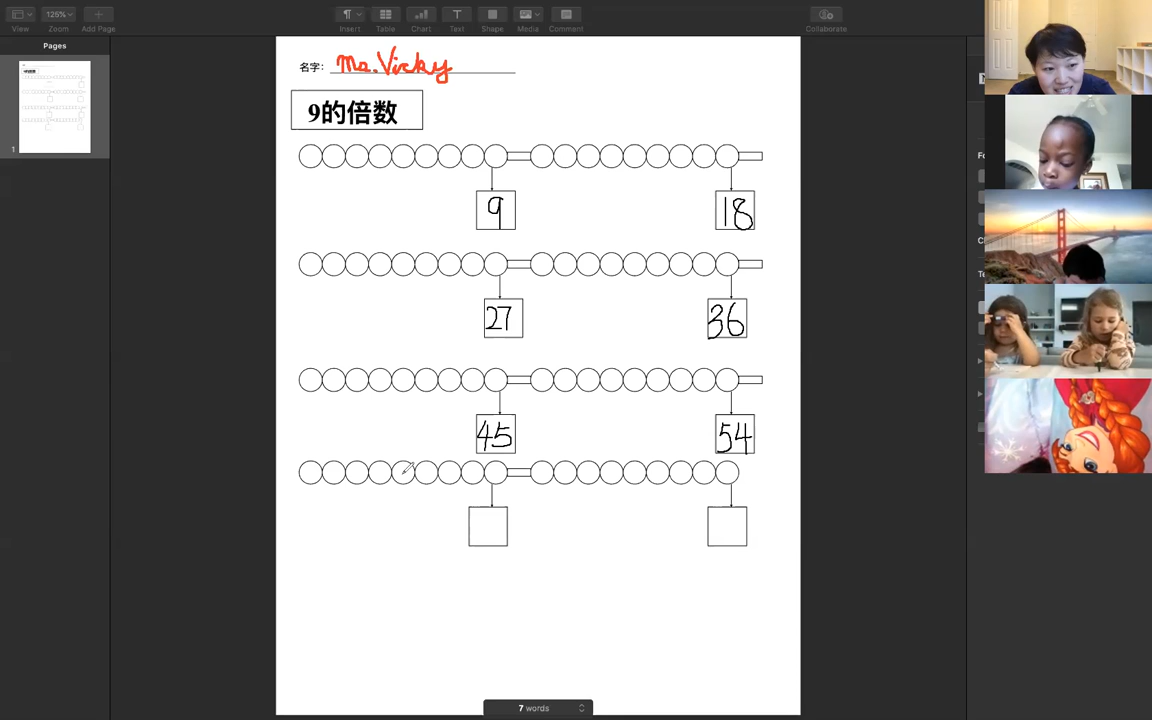 125%
View
Zoom
Add Page
Insert
Table
Chart
Text
Shape
Media
Comment
Collaborate
Pages
1
名字: Ms.Vicky
9的倍数
9
18
27
36
45
54
7 words